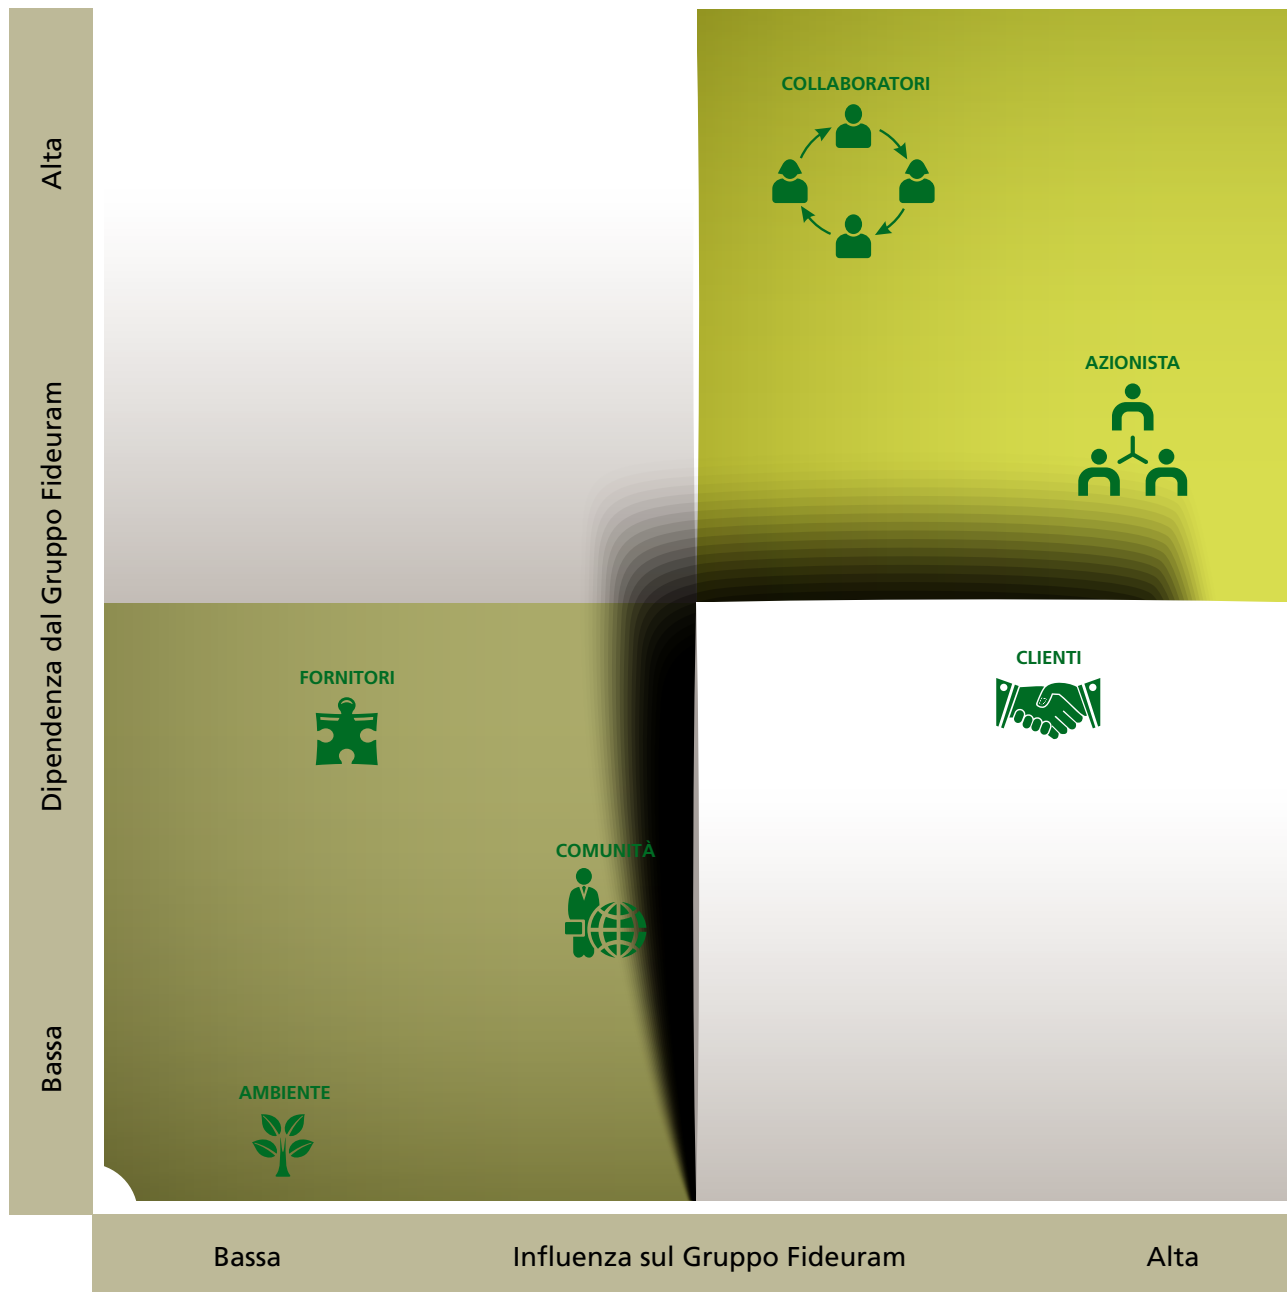 COLLABORATORI
Alta
AZIONISTA
Dipendenza dal Gruppo Fideuram
CLIENTI
FORNITORI
COMUNITÀ
Bassa
AMBIENTE
Bassa
Influenza sul Gruppo Fideuram
Alta